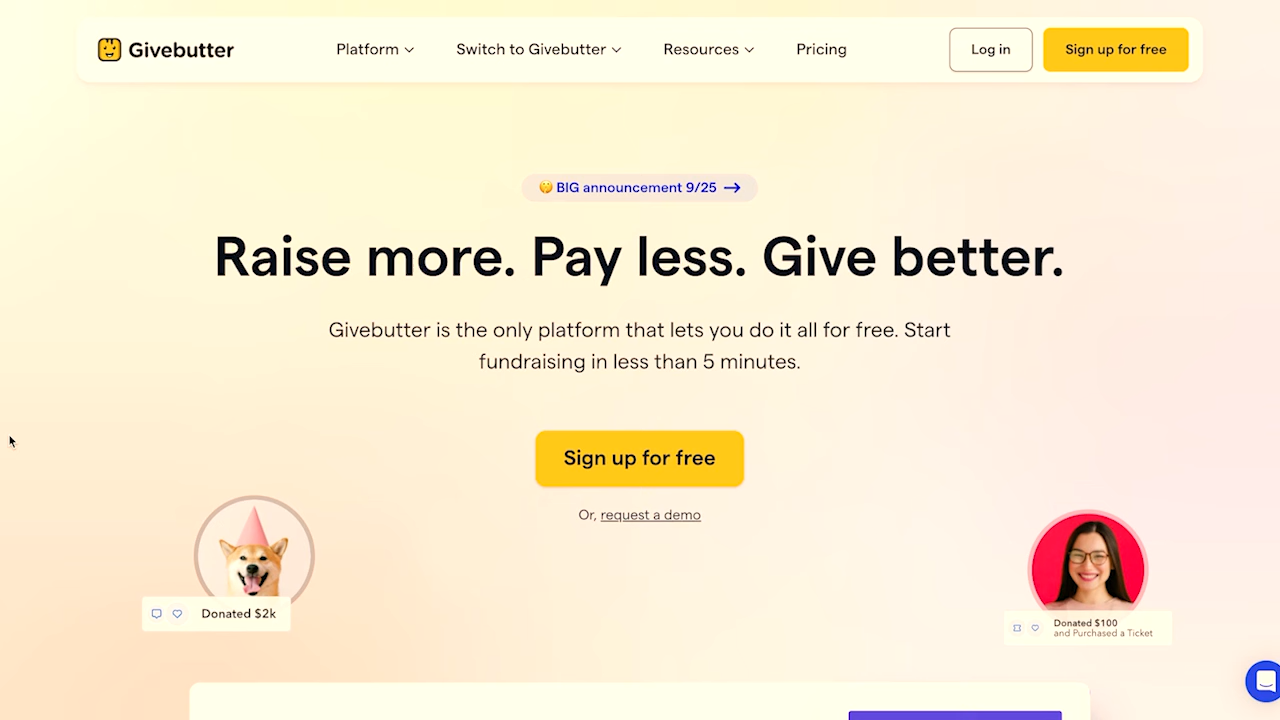 Givebutter
Platform
Switch to Givebutter
Resources
Pricing
Log in
Sign up for free
🤫 BIG announcement 9/25 →
Raise more. Pay less. Give better.
Givebutter is the only platform that lets you do it all for free. Start
fundraising in less than 5 minutes.
Sign up for free
Or, request a demo
Donated $2k
Donated $100
and Purchased a Ticket